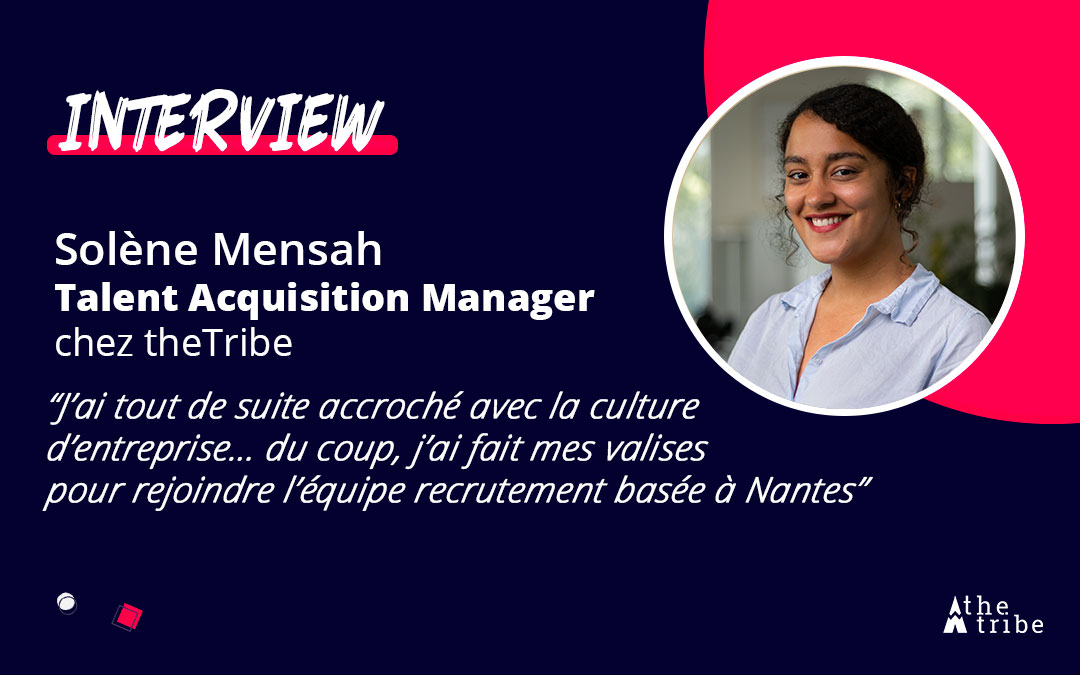 INTERVIEW
Solène Mensah
Talent Acquisition Manager
chez theTribe
“J’ai tout de suite accroché avec la culture
d’entreprise... du coup, j’ai fait mes valises
pour rejoindre l’équipe recrutement basée à Nantes”
the
tribe